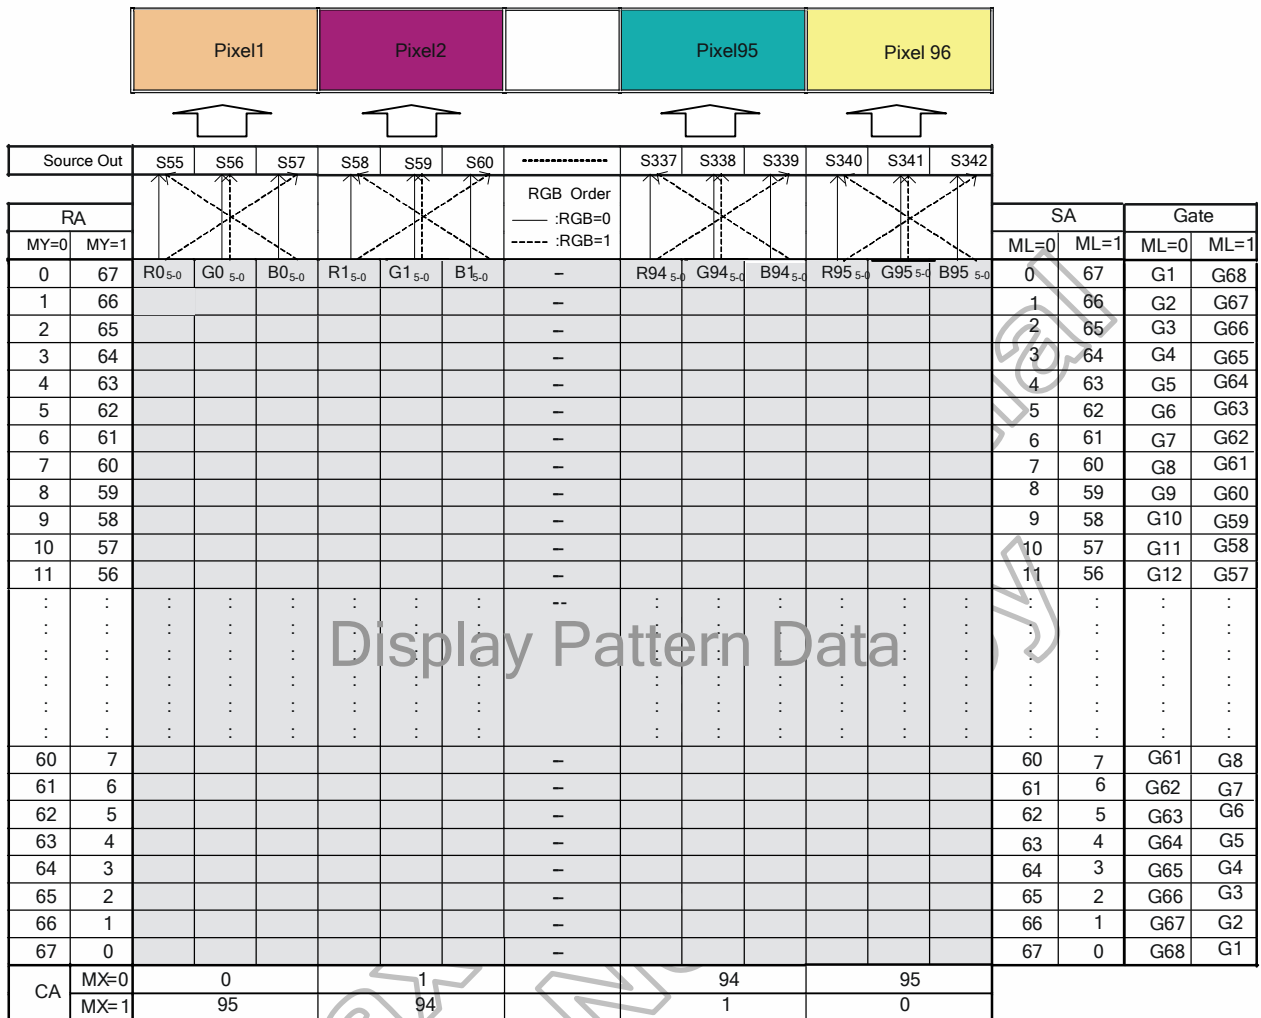 Pixel1 Pixel2 Pixel95 Pixel 96
Source Out S55 S56 S57 S58 S59 S60 --------------- S337 S338 S339 S340 S341 S342
RGB Order
:RGB=0
:RGB=1
RA SA Gate
MY=0 MY=1 ML=0 ML=1 ML=0 ML=1
0 67 R0 5-0 G0 5-0 B0 5-0 R1 5-0 G1 5-0 B1 5-0 -- R94 5-0 G94 5-0 B94 5-0 R95 5-0 G95 5-0 B95 5-0 0 67 G1 G68
1 66 -- 1 66 G2 G67
2 65 -- 2 65 G3 G66
3 64 -- 3 64 G4 G65
4 63 -- 4 63 G5 G64
5 62 -- 5 62 G6 G63
6 61 -- 6 61 G7 G62
7 60 -- 7 60 G8 G61
8 59 -- 8 59 G9 G60
9 58 -- 9 58 G10 G59
10 57 -- 10 57 G11 G58
11 56 -- 11 56 G12 G57
: : : : : : : : -- : : : : : : : : : :
: : : : : : : : : : : : : : : : : :
Display Pattern Data
: : : : : : : : : : : : : : : : : :
: : : : : : : : : : : : : : : : : :
: : : : : : : : : : : : : : : : : :
: : : : : : : : : : : : : : : : : :
60 7 -- 60 7 G61 G8
61 6 -- 61 6 G62 G7
62 5 -- 62 5 G63 G6
63 4 -- 63 4 G64 G5
64 3 -- 64 3 G65 G4
65 2 -- 65 2 G66 G3
66 1 -- 66 1 G67 G2
67 0 -- 67 0 G68 G1
CA MX=0 0 1 94 95
MX=1 95 94 1 0